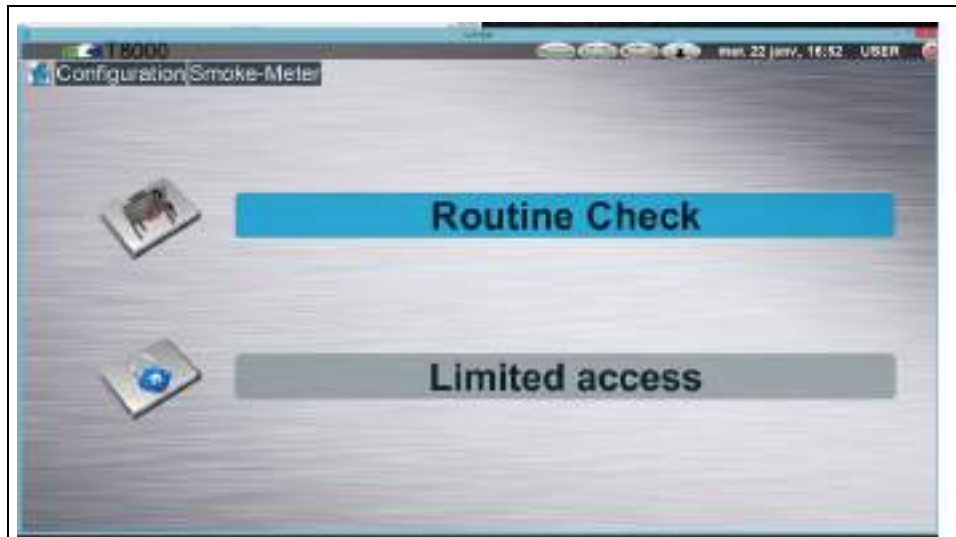 T8000
mar. 22 janv., 16:52 USER
Configuration Smoke-Meter
Routine Check
Limited access